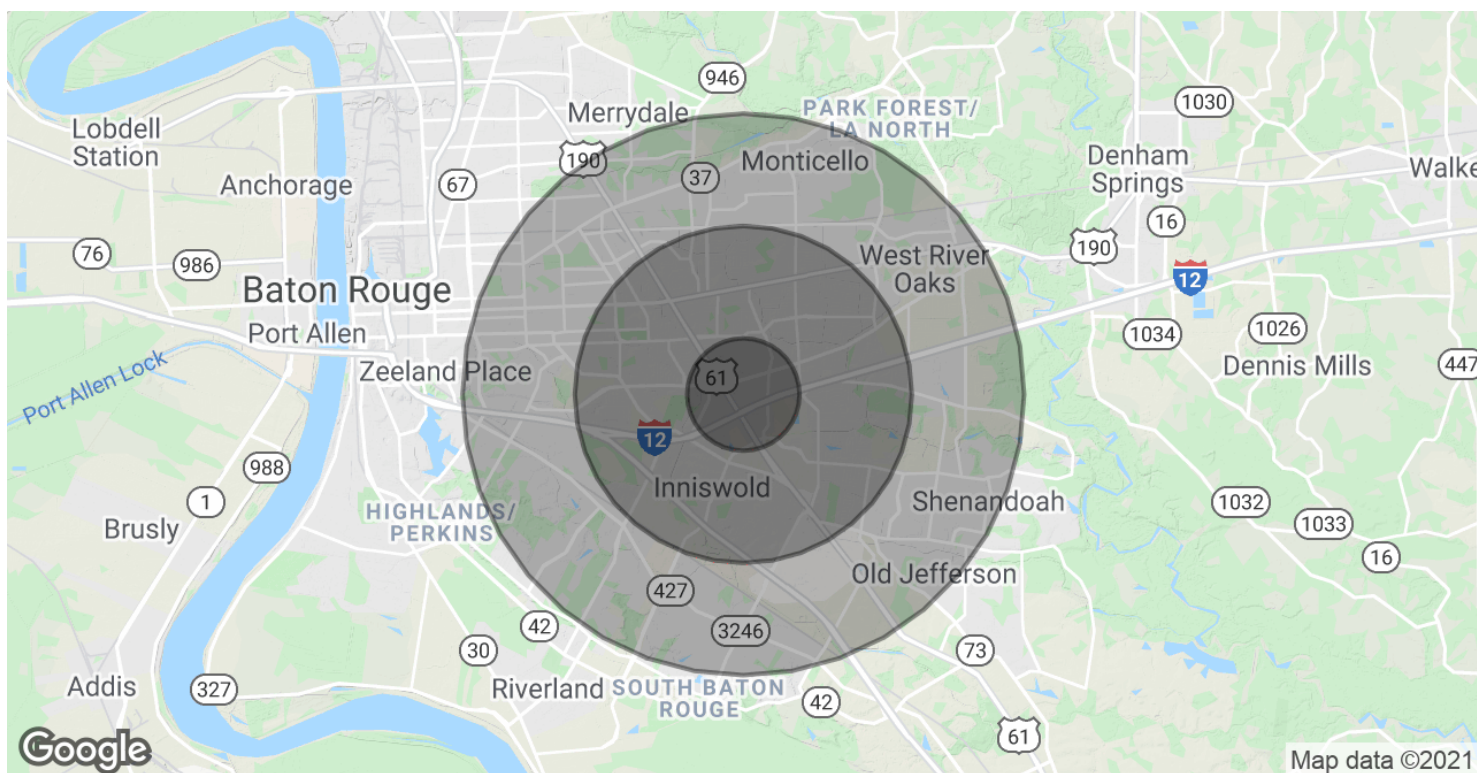 946
Merrydale
PARK FOREST/
LA NORTH
1030
Lobdell
Station
190
Monticello
Denham
Springs
Walke
Anchorage
67
37
16
76
986
West River
Oaks
190
12
Baton Rouge
Port Allen
1034
1026
Port Allen Lock
Zeeland Place
61
Dennis Mills
447
12
988
1
Inniswold
Shenandoah
1032
HIGHLANDS/
PERKINS
Brusly
1033
16
427
Old Jefferson
42
3246
30
73
Addis
327
Riverland
SOUTH BATON
ROUGE
42
61
Google
Map data ©2021